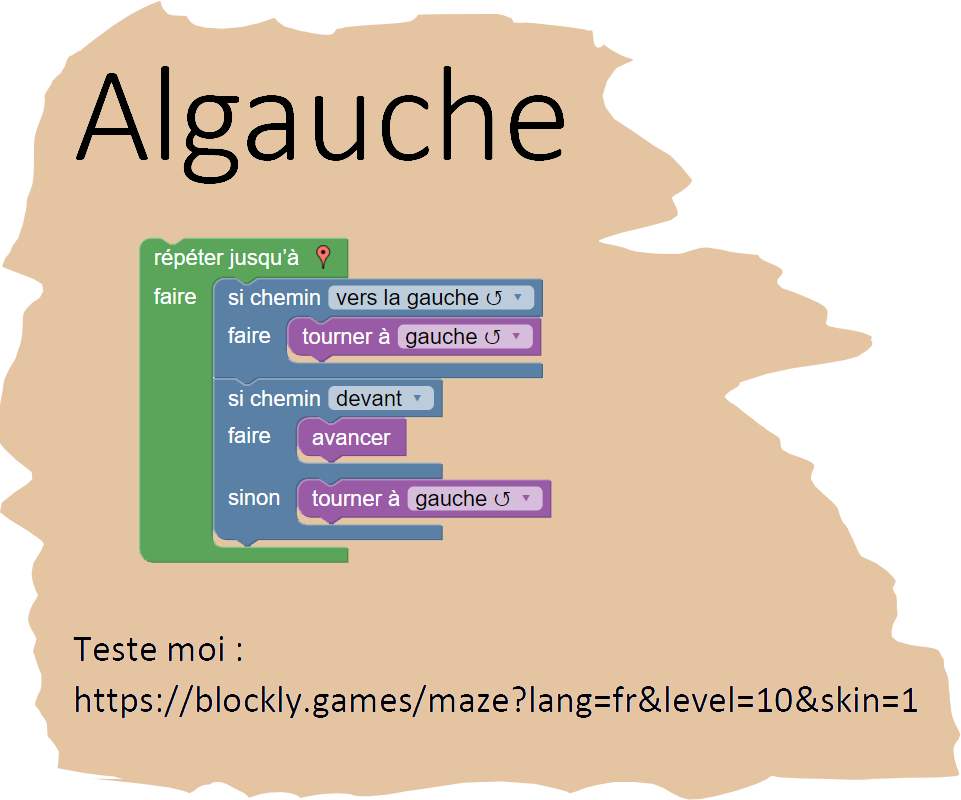 Algauche
répéter jusqu'à
faire si chemin vers la gauche ↺
faire tourner à gauche ↺
si chemin devant
faire avancer
sinon tourner à gauche ↺
Teste moi :
https://blockly.games/maze?lang=fr&level=10&skin=1